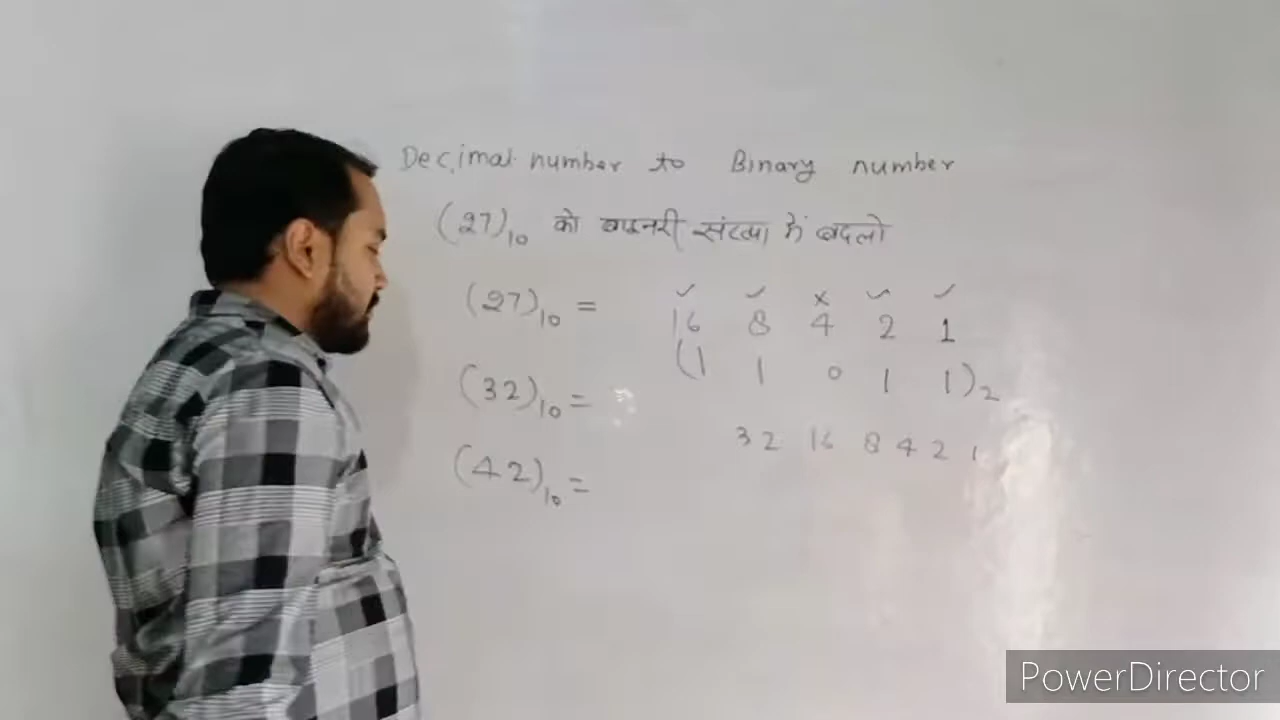 Decimal number to Binary number
(27)₁₀ को बाइनरी संख्या में बदलो
(27)₁₀ = 16 8 4 2 1
(1 1 0 1 1)₂
(32)₁₀ =
32 16 8 4 2 1
(42)₁₀ =
PowerDirector